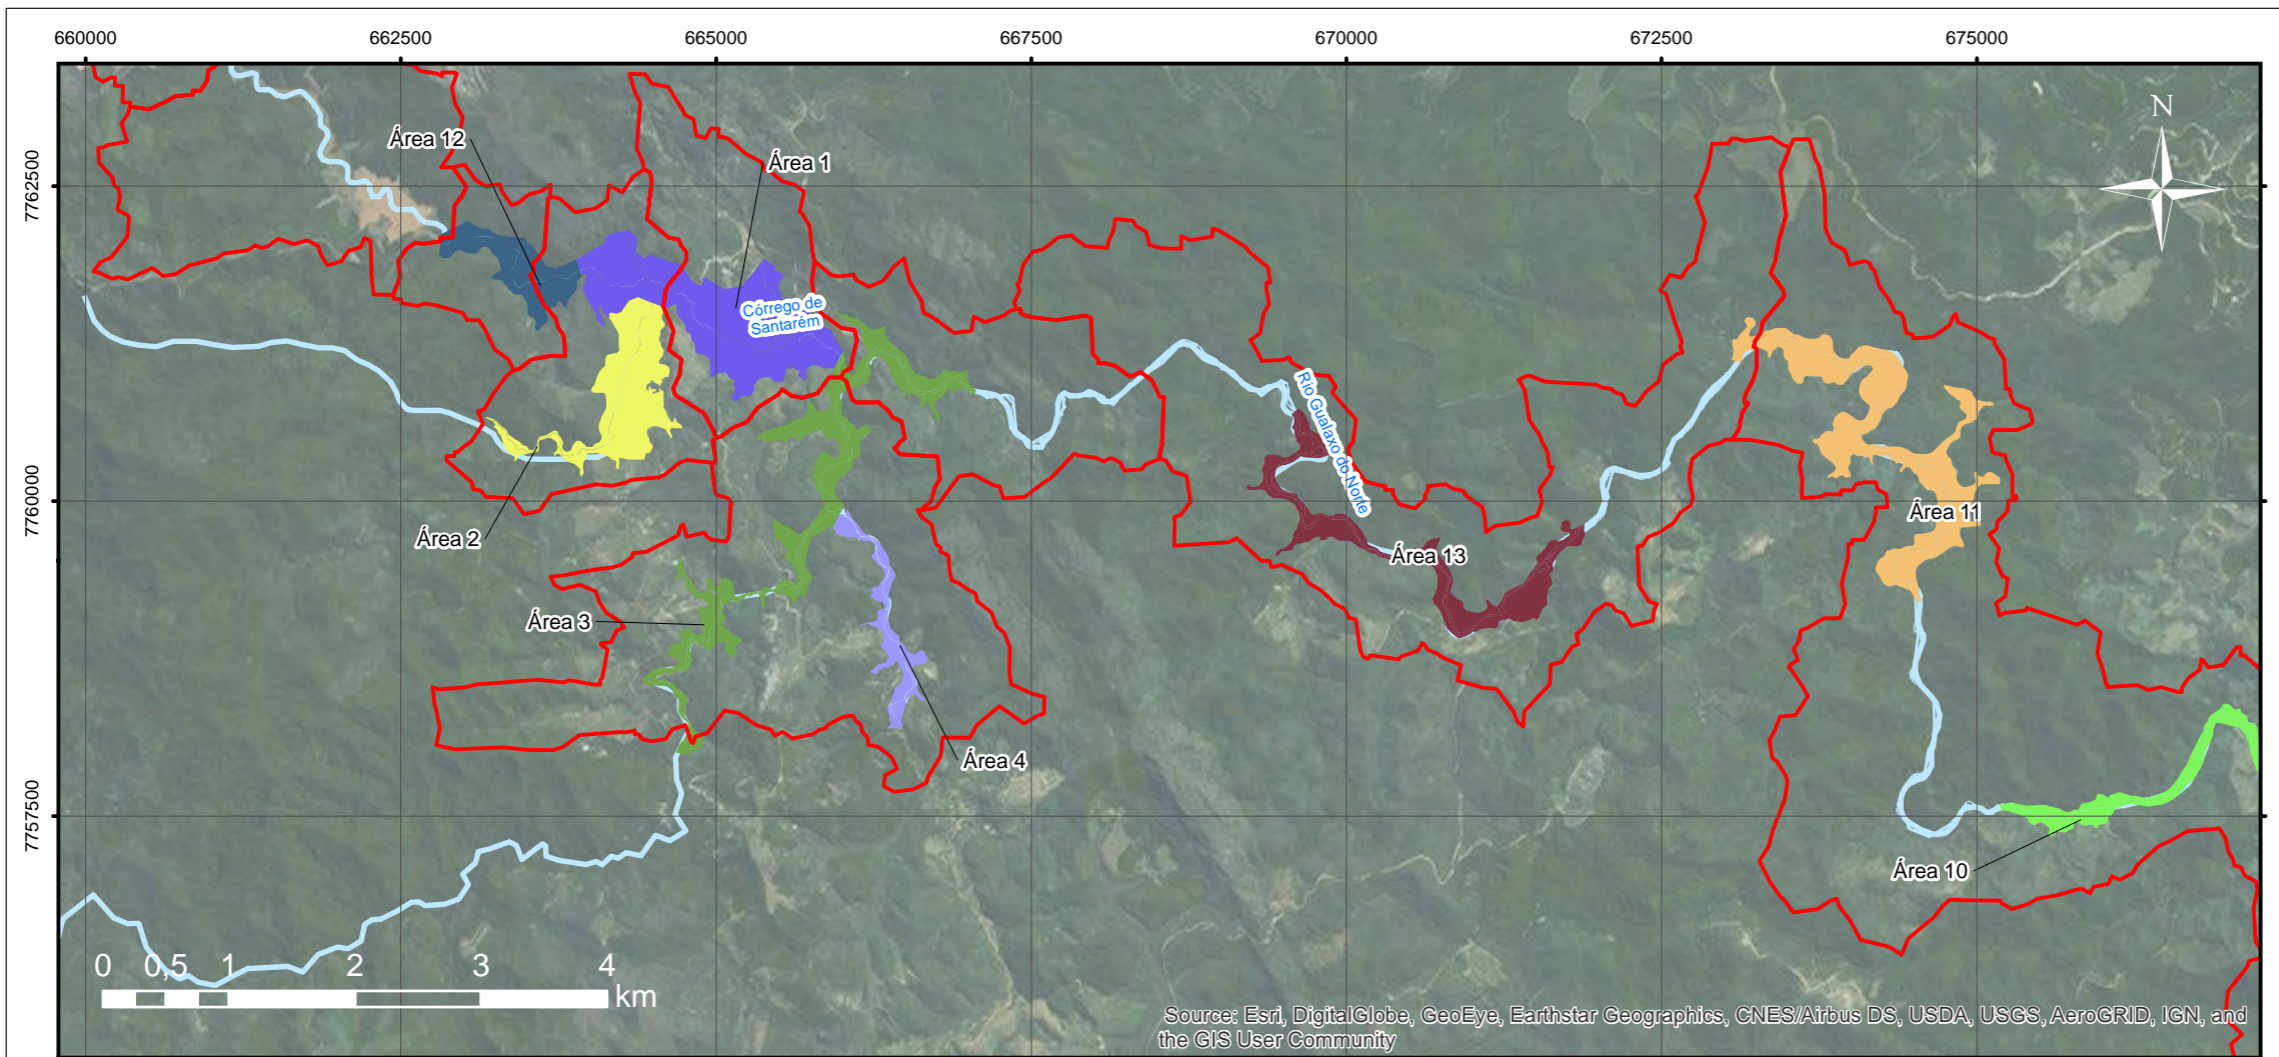 660000 662500 665000 667500 670000 672500 675000
7762500
7760000
7757500
N
Área 12
Área 1
Córrego de
Santarém
Rio Gualaxo do Norte
Área 2
Área 11
Área 13
Área 3
Área 4
Área 10
0 0,5 1 2 3 4
km
Source: Esri, DigitalGlobe, GeoEye, Earthstar Geographics, CNES/Airbus DS, USDA, USGS, AeroGRID, IGN, and
the GIS User Community